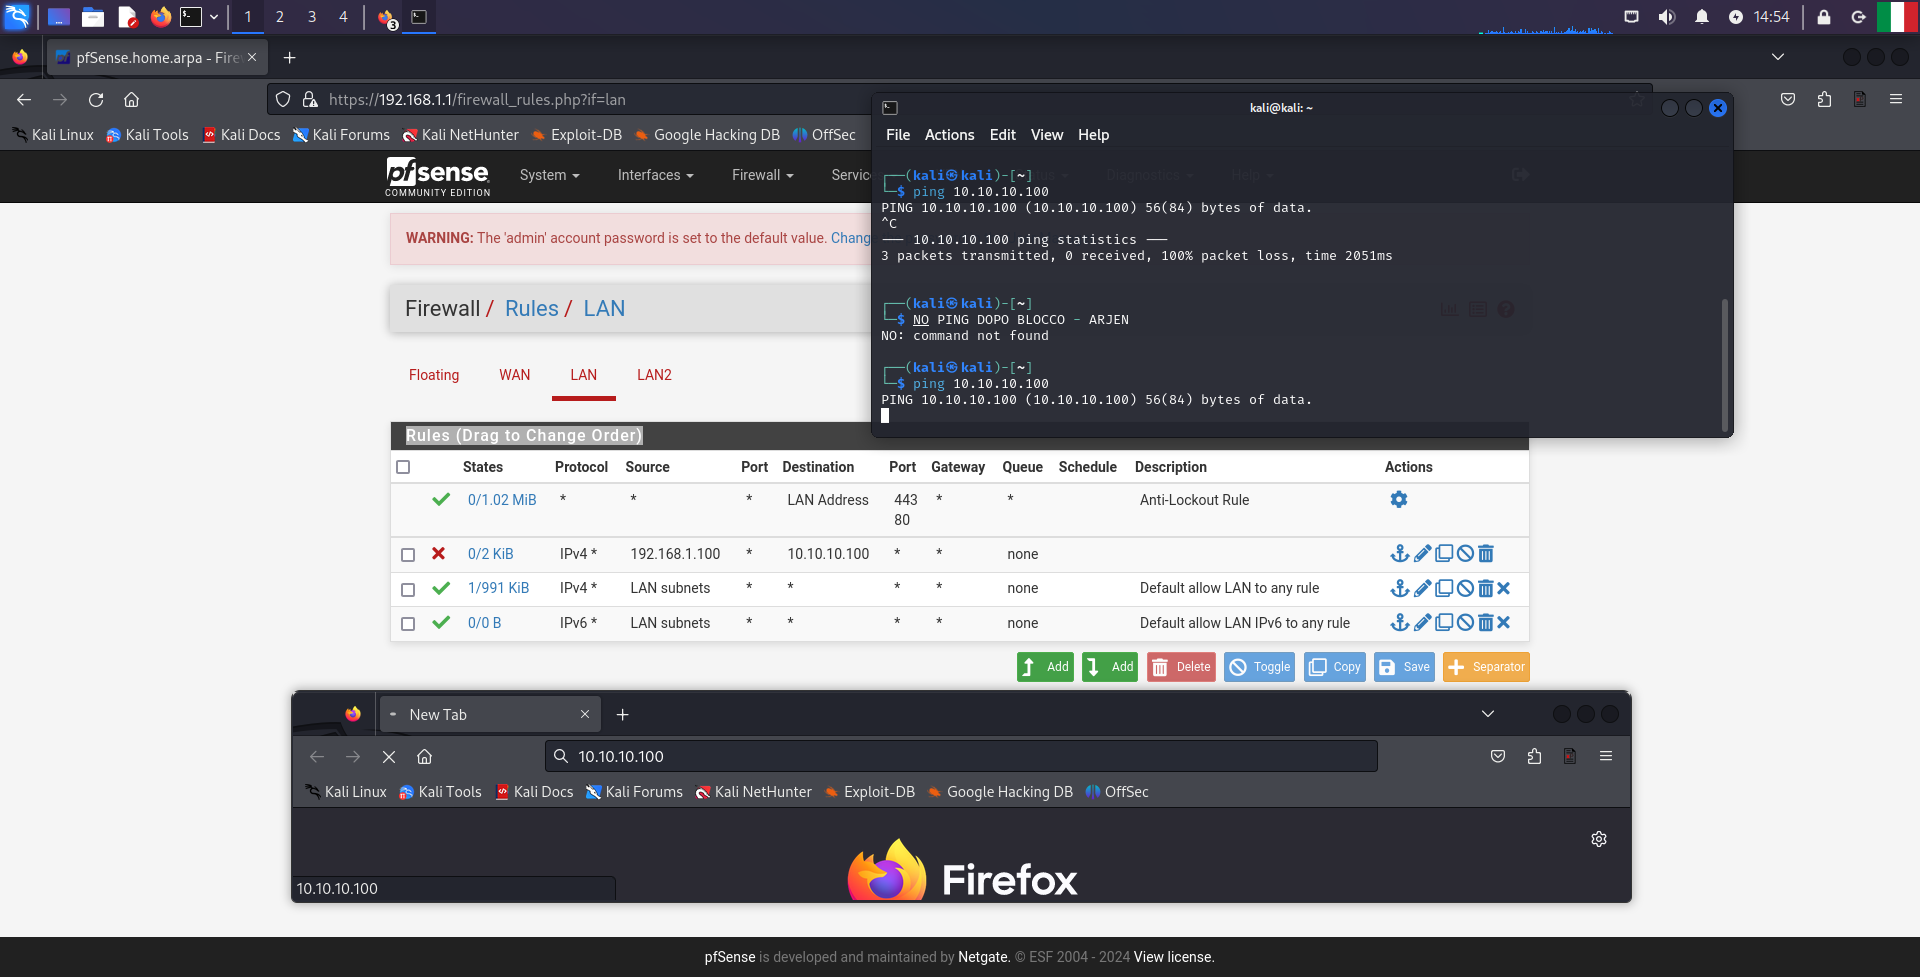 1 2 3 4 3 14:54
pfSense.home.arpa - Fire
https://192.168.1.1/firewall_rules.php?if=lan
Kali Linux Kali Tools Kali Docs Kali Forums Kali NetHunter Exploit-DB Google Hacking DB OffSec
pfsense
COMMUNITY EDITION
System Interfaces Firewall Servic
WARNING: The 'admin' account password is set to the default value. Chang
Firewall / Rules / LAN
Floating WAN LAN LAN2
kali@kali: ~
File Actions Edit View Help
┌──(kali㉿kali)-[~]
└─$ ping 10.10.10.100
PING 10.10.10.100 (10.10.10.100) 56(84) bytes of data.
^C
─── 10.10.10.100 ping statistics ───
3 packets transmitted, 0 received, 100% packet loss, time 2051ms
┌──(kali㉿kali)-[~]
└─$ NO PING DOPO BLOCCO - ARJEN
NO: command not found
┌──(kali㉿kali)-[~]
└─$ ping 10.10.10.100
PING 10.10.10.100 (10.10.10.100) 56(84) bytes of data.
Rules (Drag to Change Order)
States Protocol Source Port Destination Port Gateway Queue Schedule Description Actions
0/1.02 MiB * * * LAN Address 443 * * Anti-Lockout Rule
80
0/2 KiB IPv4 * 192.168.1.100 * 10.10.10.100 * * none
1/991 KiB IPv4 * LAN subnets * * * * none Default allow LAN to any rule
0/0 B IPv6 * LAN subnets * * * * none Default allow LAN IPv6 to any rule
Add Add Delete Toggle Copy Save Separator
New Tab
10.10.10.100
Kali Linux Kali Tools Kali Docs Kali Forums Kali NetHunter Exploit-DB Google Hacking DB OffSec
Firefox
10.10.10.100
pfSense is developed and maintained by Netgate. © ESF 2004 - 2024 View license.